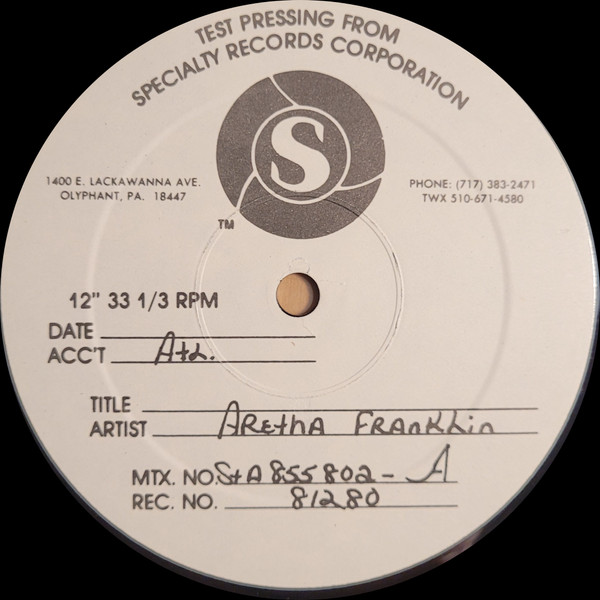 TEST PRESSING FROM
SPECIALTY RECORDS CORPORATION
S
1400 E. LACKAWANNA AVE.
OLYPHANT, PA. 18447
PHONE: (717) 383-2471
TWX 510-671-4580
TM
12" 33 1/3 RPM
DATE
ACC'T Atl.
TITLE
ARTIST Aretha Franklin
MTX. NO. StA 855802-A
REC. NO. 81280